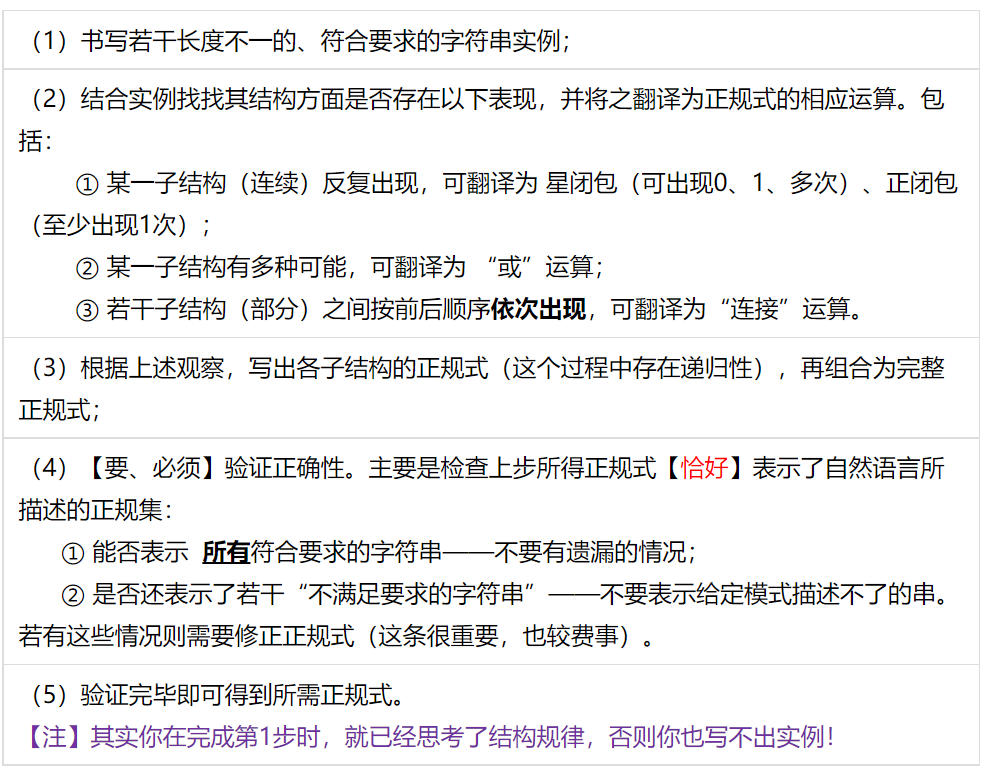 （1）书写若干长度不一的、符合要求的字符串实例；
（2）结合实例找找其结构方面是否存在以下表现，并将之翻译为正规式的相应运算。包
括：
① 某一子结构（连续）反复出现，可翻译为 星闭包（可出现0、1、多次）、正闭包
（至少出现1次）；
② 某一子结构有多种可能，可翻译为 “或”运算；
③ 若干子结构（部分）之间按前后顺序依次出现，可翻译为“连接”运算。
（3）根据上述观察，写出各子结构的正规式（这个过程中存在递归性），再组合为完整
正规式；
（4）【要、必须】验证正确性。主要是检查上步所得正规式【恰好】表示了自然语言所
描述的正规集：
① 能否表示 所有符合要求的字符串——不要有遗漏的情况；
② 是否还表示了若干“不满足要求的字符串”——不要表示给定模式描述不了的串。
若有这些情况则需要修正正规式（这条很重要，也较费事）。
（5）验证完毕即可得到所需正规式。
【注】其实你在完成第1步时，就已经思考了结构规律，否则你也写不出实例！